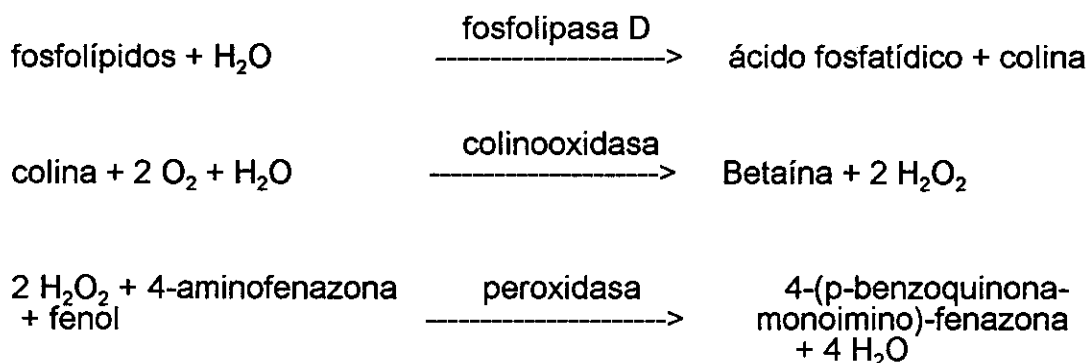 fosfolipasa D
fosfolípidos + H₂O --------------------> ácido fosfatídico + colina
colinooxidasa
colina + 2 O₂ + H₂O --------------------> Betaína + 2 H₂O₂
2 H₂O₂ + 4-aminofenazona peroxidasa 4-(p-benzoquinona-
+ fenol --------------------> monoimino)-fenazona
+ 4 H₂O